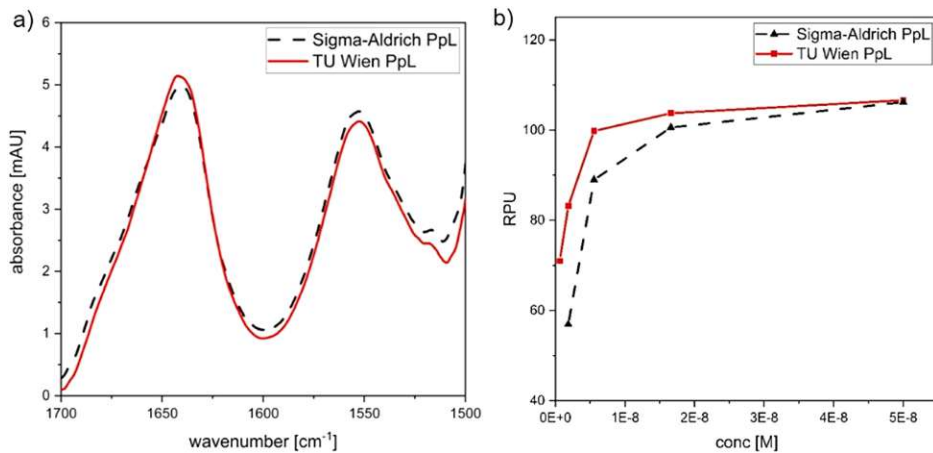 a)
Sigma-Aldrich PpL
TU Wien PpL
6
5
4
3
2
1
0
absorbance [mAU]
1700
1650
1600
1550
1500
wavenumber [cm⁻¹]
b)
Sigma-Aldrich PpL
TU Wien PpL
120
100
80
60
40
RPU
0E+0
1E-8
2E-8
3E-8
4E-8
5E-8
conc [M]